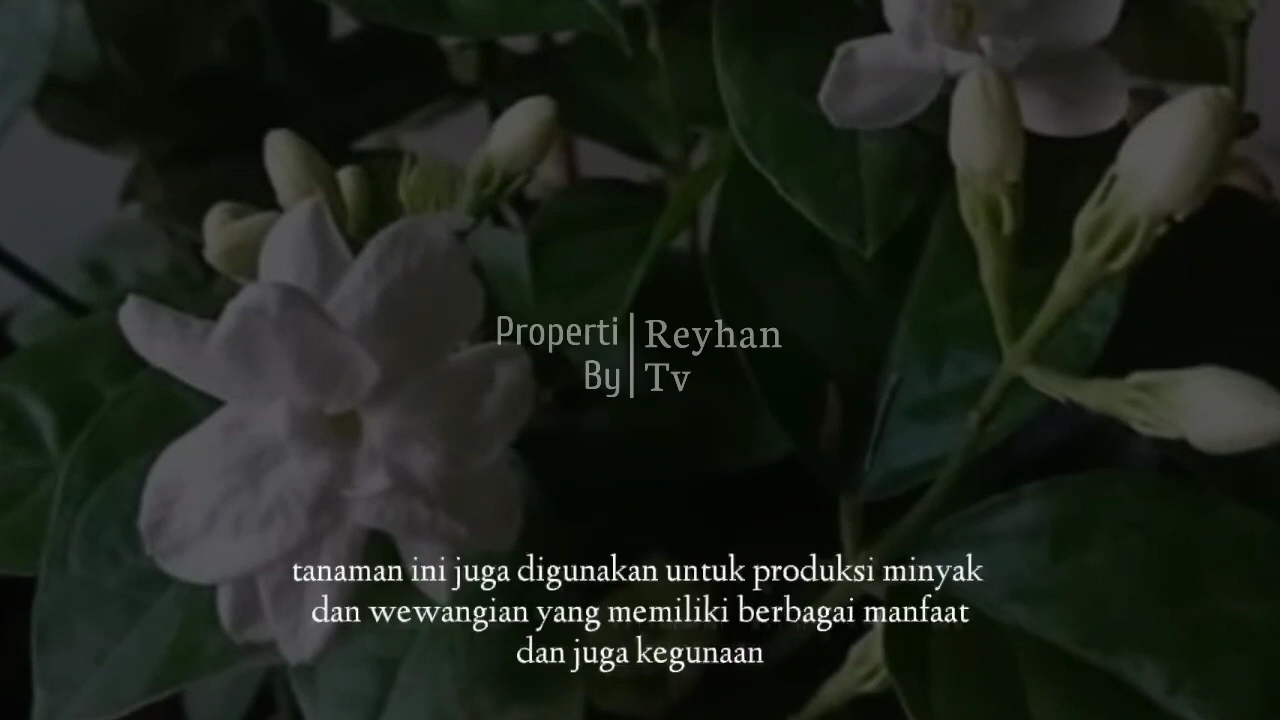 Properti Reyhan
By Tv
tanaman ini juga digunakan untuk produksi minyak
dan wewangian yang memiliki berbagai manfaat
dan juga kegunaan